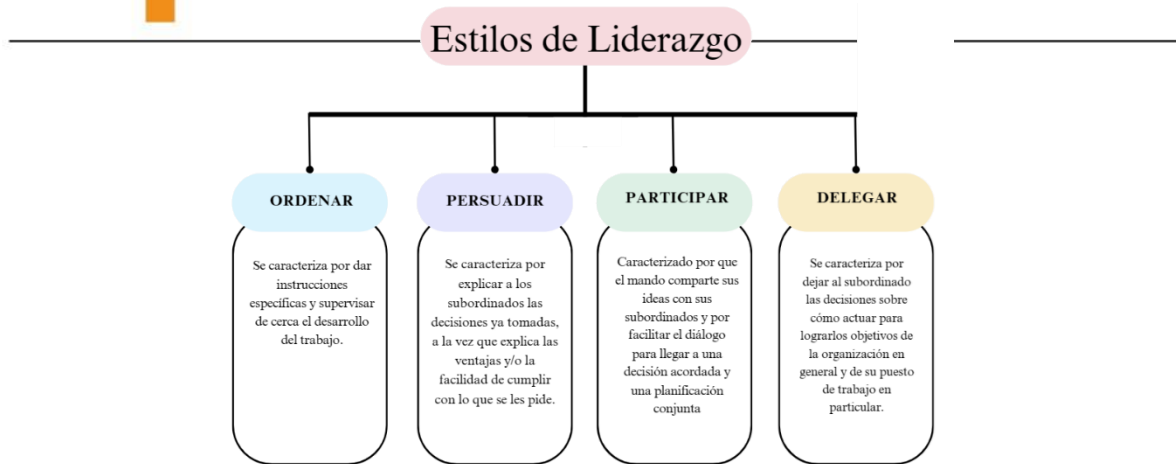 Estilos de Liderazgo
ORDENAR
Se caracteriza por dar
instrucciones
específicas y supervisar
de cerca el desarrollo
del trabajo.
PERSUADIR
Se caracteriza por
explicar a los
subordinados las
decisiones ya tomadas,
a la vez que explica las
ventajas y/o la
facilidad de cumplir
con lo que se les pide.
PARTICIPAR
Caracterizado por que
el mando comparte sus
ideas con sus
subordinados y por
facilitar el diálogo
para llegar a una
decisión acordada y
una planificación
conjunta
DELEGAR
Se caracteriza por
dejar al subordinado
las decisiones sobre
cómo actuar para
lograrlos objetivos de
la organización en
general y de su puesto
de trabajo en
particular.